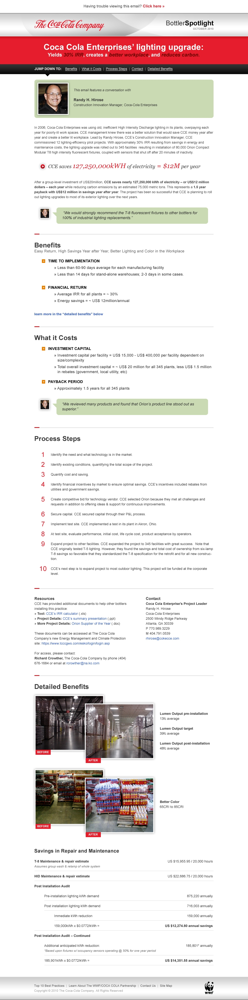 Having trouble viewing this email? Click here »
The Coca-Cola Company
BottlerSpotlight
OCTOBER 2010
Coca Cola Enterprises’ lighting upgrade:
Yields 30% IRR, creates a better workplace, and reduces carbon.
JUMP DOWN TO: Benefits | What it Costs | Process Steps | Contact | Detailed Benefits
This email features a conversation with
Randy H. Hirose
Construction Innovation Manager, Coca-Cola Enterprises
In 2006, Coca-Cola Enterprises was using old, inefficient High Intensity Discharge lighting in its plants, overpaying each
year for poorly-lit work spaces. CCE management knew there was a better solution that would save CCE money year after
year and create a better lit workplace. Lead by Randy Hirose, CCE’s Construction Innovation Manager, CCE
commissioned 12 lighting-efficiency pilot projects. With approximately 30% IRR resulting from savings in energy and
maintenance costs, the lighting upgrade was rolled out to 345 facilities resulting in installation of 80,000 Orion Compact
Modular T8 high intensity fluorescent fixtures, coupled with sensors that shut off after 20 minutes of inactivity.
CCE saves 127,250,000kWH of electricity = $12M per year
After a group-level investment of US$20million, CCE saves nearly 127,250,000 kWh of electricity – or US$12 million
dollars – each year while reducing carbon emissions by an estimated 75,000 metric tons. This represents a 1.5 year
payback with US$12 million in savings year after year. The project has been so successful that CCE is planning to roll
out lighting upgrades to most of its exterior lighting over the next years.
“We would strongly recommend the T-8 fluorescent fixtures to other bottlers for
100% of industrial lighting replacements.”
Benefits
Easy Return, High Savings Year after Year, Better Lighting and Color in the Workplace
TIME TO IMPLEMENTATION
» Less than 60-90 days average for each manufacturing facility
» Less than 14 days for stand-alone warehouses; 2-3 days in some cases.
FINANCIAL RETURN
» Average IRR for all plants = ~ 30%
» Energy savings = ~ US$ 12million/annual
learn more in the “detailed benefits” below
What it Costs
INVESTMENT CAPITAL
» Investment capital per facility = US$ 15,000 - US$ 400,000 per facility dependent on
size/complexity
» Total overall investment capital = ~ US$ 20 million for all 345 plants, less US$ 1.5 million
in rebates (government, local utility, etc)
PAYBACK PERIOD
» Approximately 1.5 years for all 345 plants
“We reviewed many products and found that Orion’s product line stood out as
superior.”
Process Steps
1 Identify the need and what technology is in the market.
2 Identify existing conditions, quantifying the total scope of the project.
3 Quantify cost and saving.
4 Identify financial incentives by market to ensure optimal savings. CCE’s incentives included rebates from
utilities and government savings.
5 Create competitive bid for technology vendor. CCE selected Orion because they met all challenges and
requests in addition to offering ideas & support for continuous improvements.
6 Secure capital. CCE secured capital through their P&L process.
7 Implement test site. CCE implemented a test in its plant in Akron, Ohio.
8 At test site, evaluate performance, initial cost, life cycle cost, product acceptance by operators.
9 Expand project to other facilities. CCE expanded the project to 345 facilities with great success. Note that
CCE originally tested T-5 lighting. However, they found the savings and total cost of ownership from six-lamp
T-8 savings so favorable that they standardized the T-8 specification for the retrofit and for all new construc-
tion.
10 CCE’s next step is to expand project to most outdoor lighting. This project will be funded at the corporate
level.
Resources
CCE has provided additional documents to help other bottlers
installing this practice:
» Tool: CCE’s IRR calculator (.xls)
» Project Details: CCE’s summary presentation (.ppt)
» More Project Details: Orion Supplier of the Year (.doc)
These documents can be accessed at The Coca Cola
Company’s new Energy Management and Climate Protection
site: https://www.tcccgws.com/esko/login/login.asp
For access, please contact:
Richard Crowther, The Coca-Cola Company by phone (404)
676-1684 or email at rcrowther@na.ko.com
Contact
Coca Cola Enterprise’s Project Leader
Randy H. Hirose
Coca-Cola Enterprises
2500 Windy Ridge Parkway
Atlanta, GA 30339
P 770.989.3229
M 404.791.0539
rhirose@cokecce.com
Detailed Benefits
BEFORE
AFTER
Lumen Output pre-installation
13fc average
Lumen Output target
39fc average
Lumen Output post-installation
48fc average
BEFORE
AFTER
Better Color
65CRI to 85CRI
Savings in Repair and Maintenance
T-8 Maintenance & repair estimate US $15,955.95 / 20,000 hours
Assumes group wash & relamp of whole system
HID Maintenance & repair estimate US $22,686.75 / 20,000 hours
Post Installation Audit
Pre-installation lighting kWh demand 875,220 annually
Post installation lighting kWh demand 716,003 annually
Immediate kWh reduction 159,000 annually
159,000kWh x $0.0772/kWh = US $12,274.80 annual savings
Post Installation Audit – Continued
Additional anticipated kWh reduction: 185,801* annually
*Based upon fixtures w/ occupancy sensors operating @ 50% for one year period
185,901kWh x $0.0772/kWh = US $14,351.55 annual savings
Top 10 Best Practices | Learn About The WWF/COCA COLA Partnership | Contact Us | Site Map
Copyright © 2010 The Coca-Cola Company. All Rights Reserved
WWF